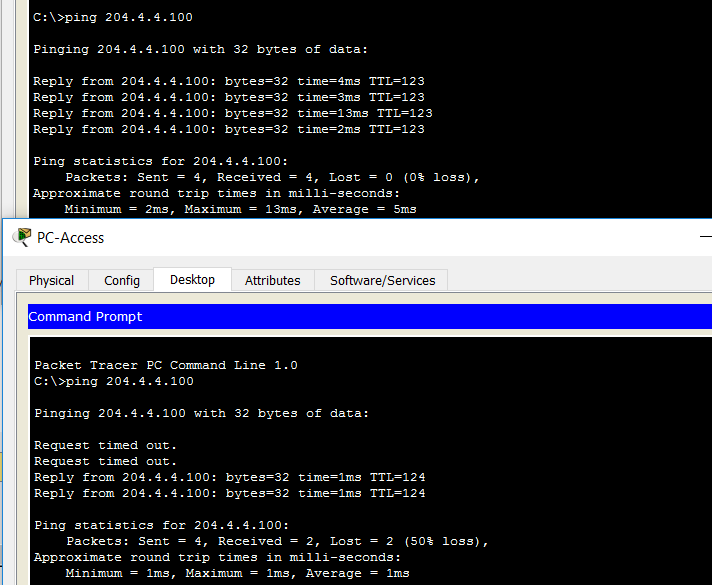 C:\>ping 204.4.4.100
Pinging 204.4.4.100 with 32 bytes of data:
Reply from 204.4.4.100: bytes=32 time=4ms TTL=123
Reply from 204.4.4.100: bytes=32 time=3ms TTL=123
Reply from 204.4.4.100: bytes=32 time=13ms TTL=123
Reply from 204.4.4.100: bytes=32 time=2ms TTL=123
Ping statistics for 204.4.4.100:
Packets: Sent = 4, Received = 4, Lost = 0 (0% loss),
Approximate round trip times in milli-seconds:
Minimum = 2ms, Maximum = 13ms, Average = 5ms
PC-Access
Physical Config Desktop Attributes Software/Services
Command Prompt
Packet Tracer PC Command Line 1.0
C:\>ping 204.4.4.100
Pinging 204.4.4.100 with 32 bytes of data:
Request timed out.
Request timed out.
Reply from 204.4.4.100: bytes=32 time=1ms TTL=124
Reply from 204.4.4.100: bytes=32 time=1ms TTL=124
Ping statistics for 204.4.4.100:
Packets: Sent = 4, Received = 2, Lost = 2 (50% loss),
Approximate round trip times in milli-seconds:
Minimum = 1ms, Maximum = 1ms, Average = 1ms